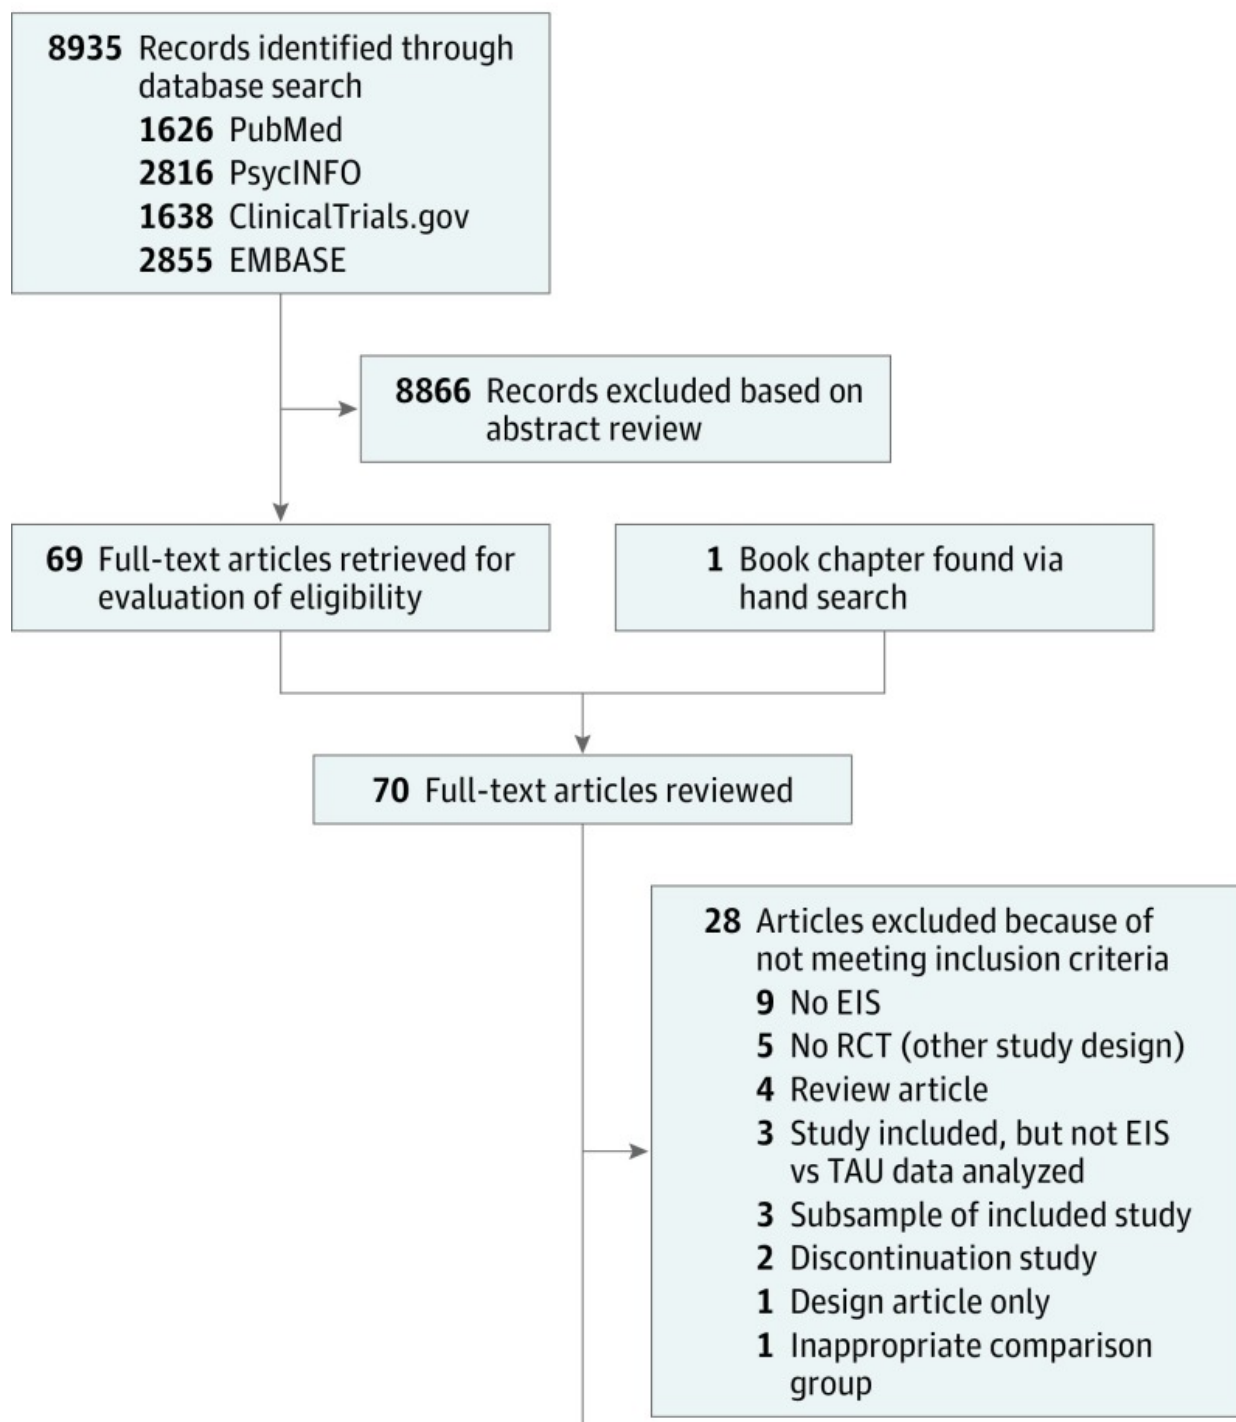 8935 Records identified through
database search
1626 PubMed
2816 PsycINFO
1638 ClinicalTrials.gov
2855 EMBASE
8866 Records excluded based on
abstract review
69 Full-text articles retrieved for
evaluation of eligibility
1 Book chapter found via
hand search
70 Full-text articles reviewed
28 Articles excluded because of
not meeting inclusion criteria
9 No EIS
5 No RCT (other study design)
4 Review article
3 Study included, but not EIS
vs TAU data analyzed
3 Subsample of included study
2 Discontinuation study
1 Design article only
1 Inappropriate comparison
group